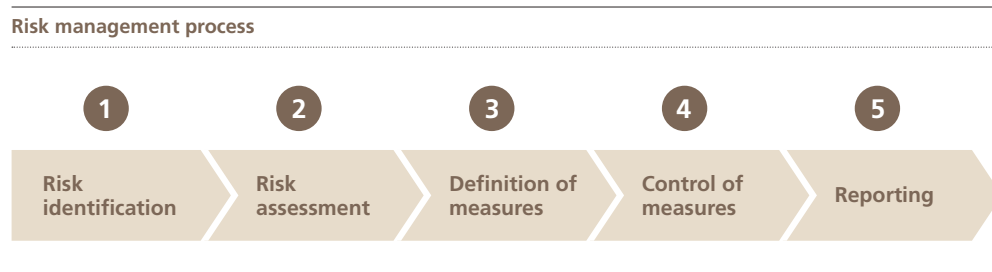 Risk management process
1
2
3
4
5
Risk
identification
Risk
assessment
Definition of
measures
Control of
measures
Reporting